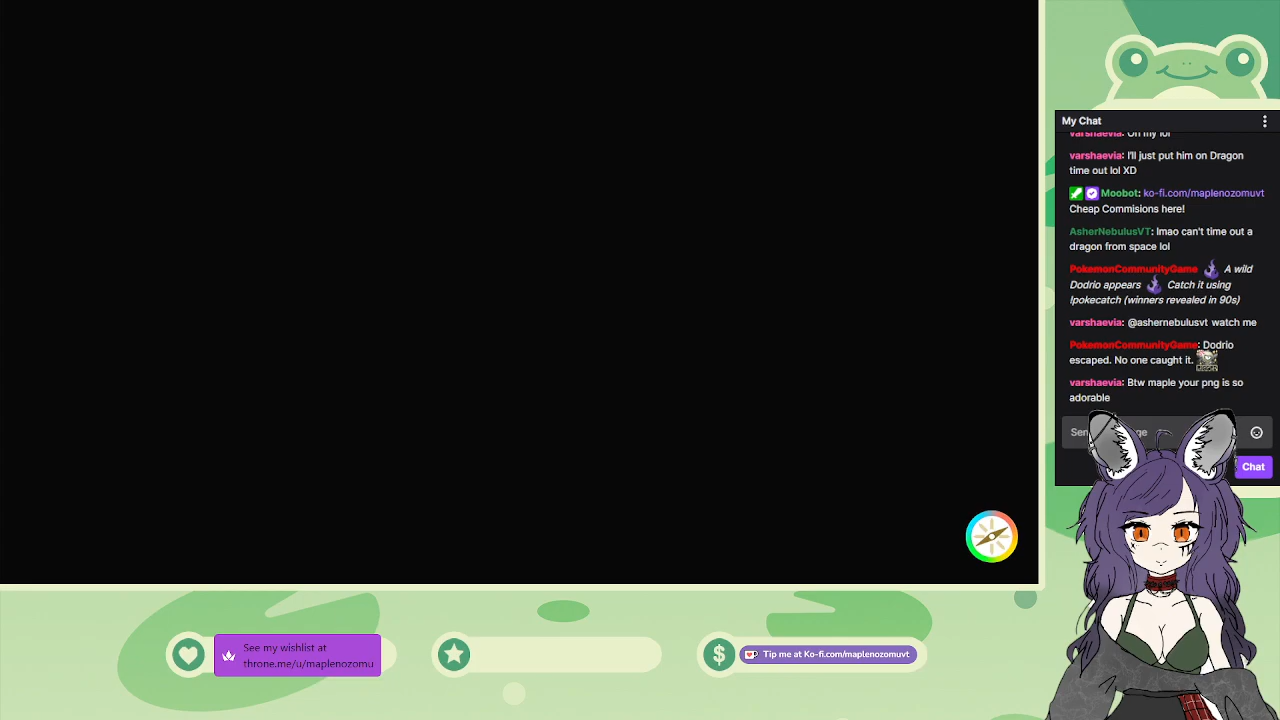 My Chat
varshaevia: Oh my lol
varshaevia: I'll just put him on Dragon
time out lol XD
Moobot: ko-fi.com/maplenozomuvt
Cheap Commisions here!
AsherNebulusVT: lmao can't time out a
dragon from space lol
PokemonCommunityGame A wild
Dodrio appears Catch it using
!pokecatch (winners revealed in 90s)
varshaevia: @ashernebulusvt watch me
PokemonCommunityGame: Dodrio
escaped. No one caught it.
varshaevia: Btw maple your png is so
adorable
Chat
See my wishlist at
throne.me/u/maplenozomu
$ Tip me at Ko-fi.com/maplenozomuvt